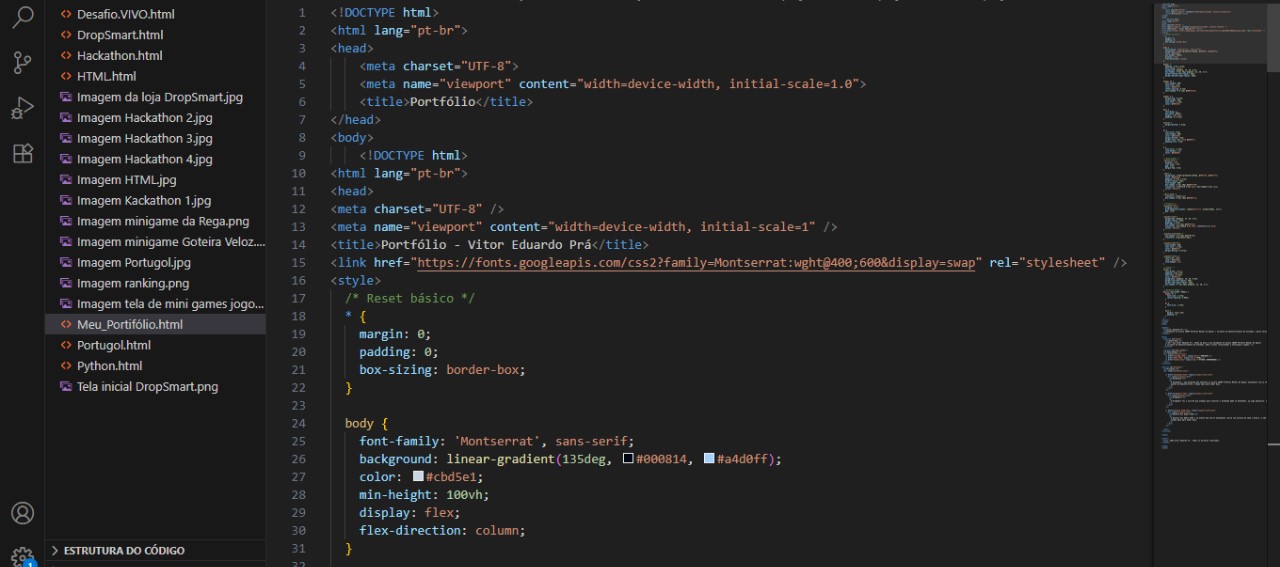 Desafio.VIVO.html
DropSmart.html
Hackathon.html
HTML.html
Imagem da loja DropSmart.jpg
Imagem Hackathon 2.jpg
Imagem Hackathon 3.jpg
Imagem Hackathon 4.jpg
Imagem HTML.jpg
Imagem Kackathon 1.jpg
Imagem minigame da Rega.png
Imagem minigame Goteira Veloz....
Imagem Portugol.jpg
Imagem ranking.png
Imagem tela de mini games jogo...
Meu_Portifólio.html
Portugol.html
Python.html
Tela inicial DropSmart.png
ESTRUTURA DO CÓDIGO
1
1 <!DOCTYPE html>
2 <html lang="pt-br">
3 <head>
4 <meta charset="UTF-8">
5 <meta name="viewport" content="width=device-width, initial-scale=1.0">
6 <title>Portfólio</title>
7 </head>
8 <body>
9 <!DOCTYPE html>
10 <html lang="pt-br">
11 <head>
12 <meta charset="UTF-8" />
13 <meta name="viewport" content="width=device-width, initial-scale=1" />
14 <title>Portfólio - Vitor Eduardo Prá</title>
15 <link href="https://fonts.googleapis.com/css2?family=Montserrat:wght@400;600&display=swap" rel="stylesheet" />
16 <style>
17 /* Reset básico */
18 * {
19 margin: 0;
20 padding: 0;
21 box-sizing: border-box;
22 }
23
24 body {
25 font-family: 'Montserrat', sans-serif;
26 background: linear-gradient(135deg, #000814, #a4d0ff);
27 color: #cbd5e1;
28 min-height: 100vh;
29 display: flex;
30 flex-direction: column;
31 }
32